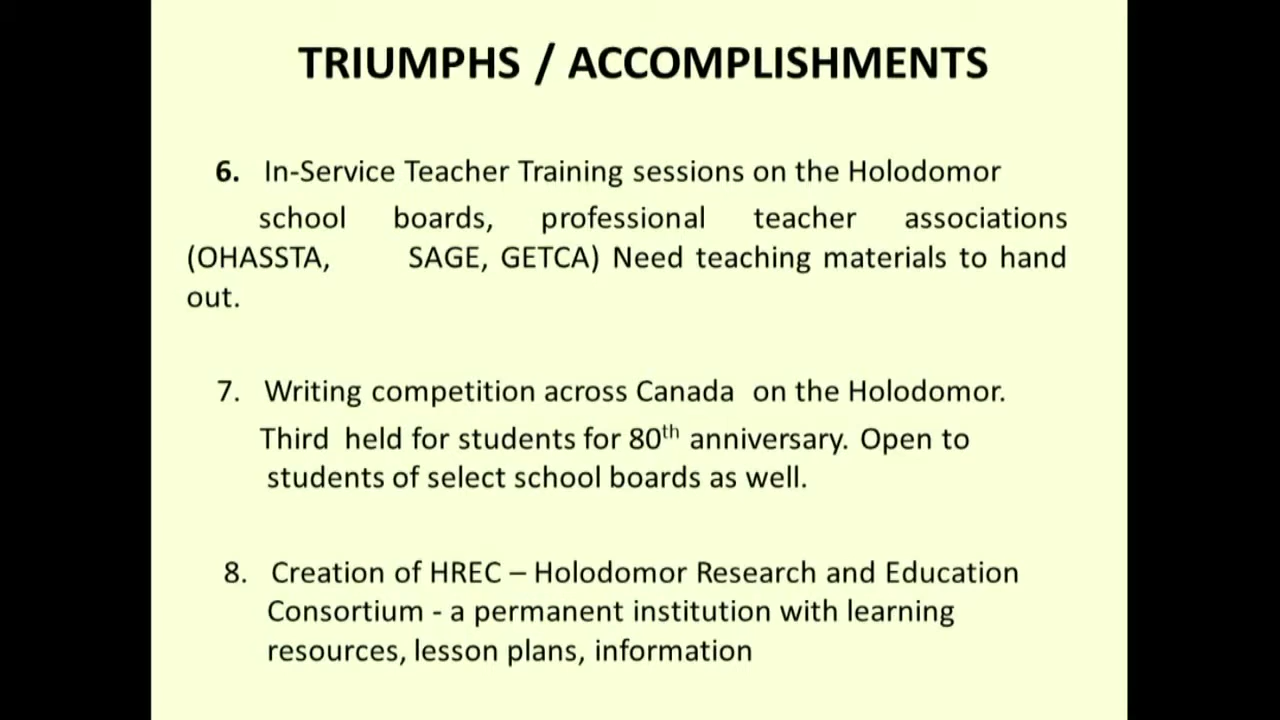 TRIUMPHS / ACCOMPLISHMENTS
6. In-Service Teacher Training sessions on the Holodomor
school boards, professional teacher associations
(OHASSTA, SAGE, GETCA) Need teaching materials to hand
out.
7. Writing competition across Canada on the Holodomor.
Third held for students for 80th anniversary. Open to
students of select school boards as well.
8. Creation of HREC – Holodomor Research and Education
Consortium - a permanent institution with learning
resources, lesson plans, information